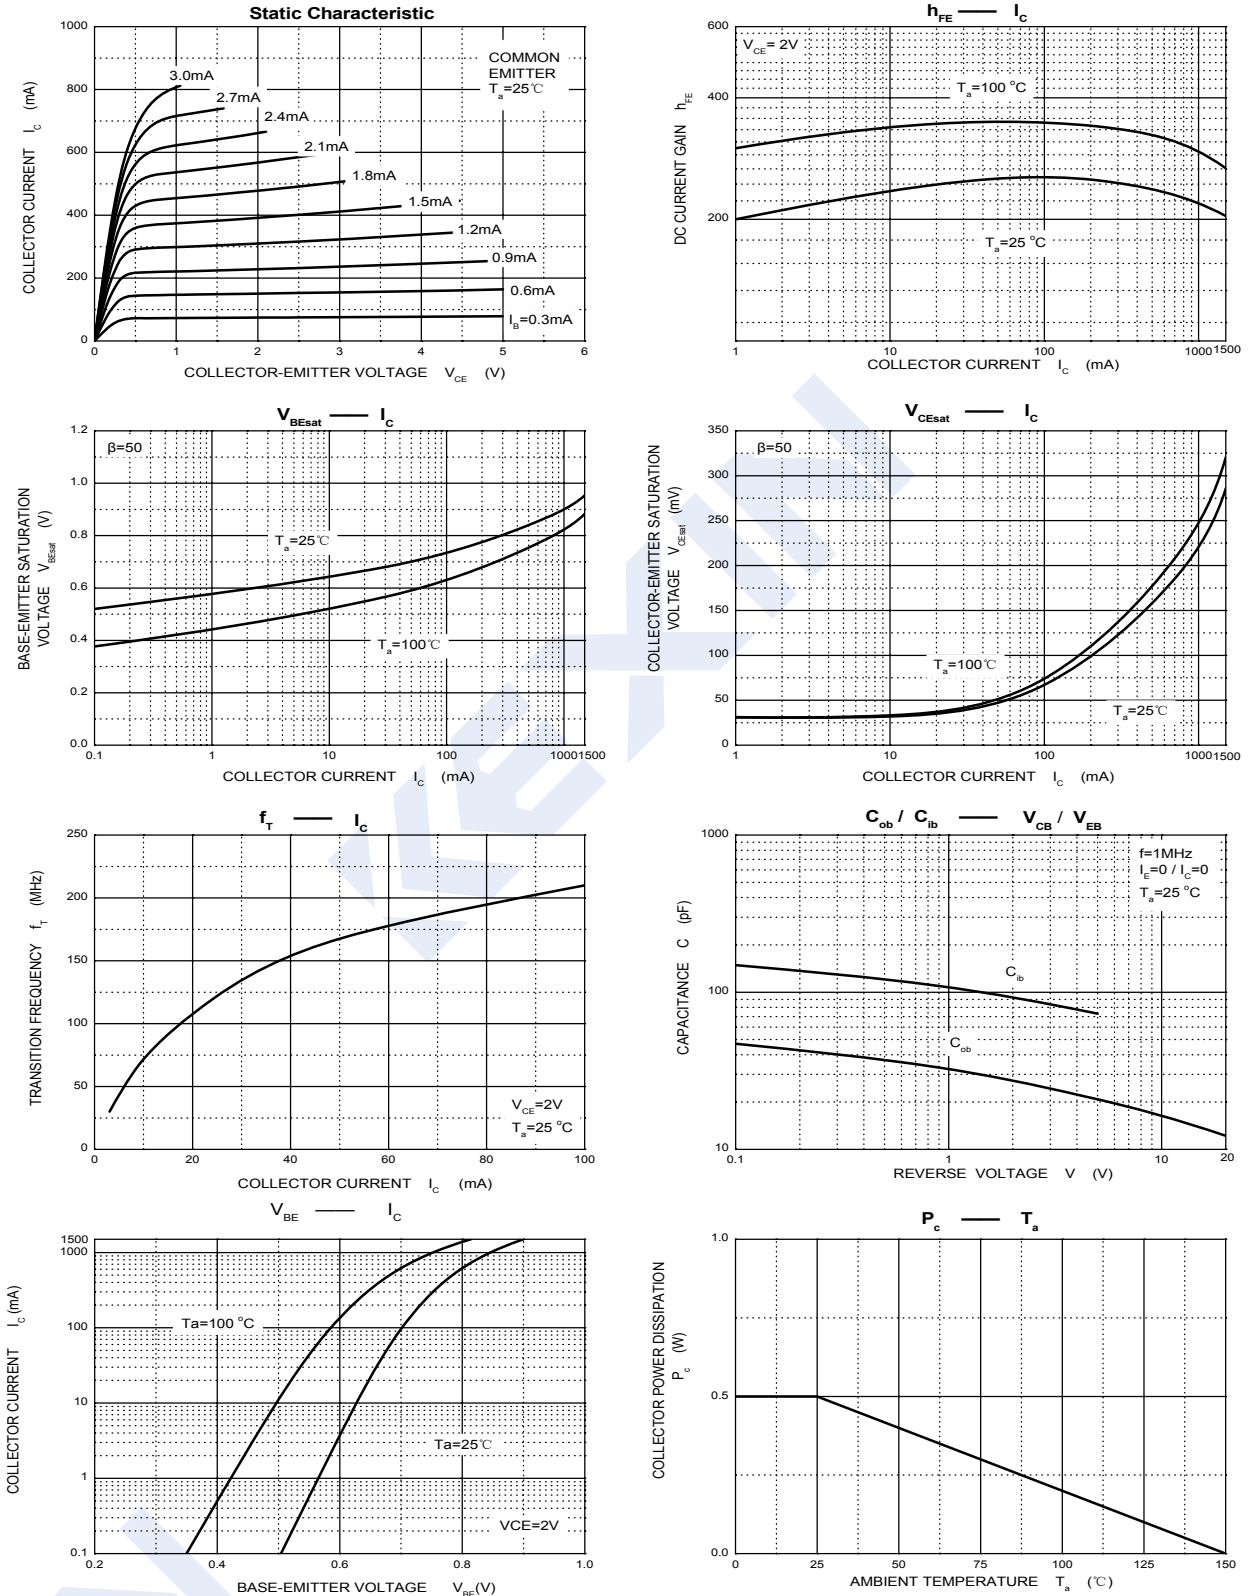 Static Characteristic
COLLECTOR CURRENT I_C (mA)
1000
800
600
400
200
0
COMMON
EMITTER
T_a=25℃
3.0mA
2.7mA
2.4mA
2.1mA
1.8mA
1.5mA
1.2mA
0.9mA
0.6mA
I_B=0.3mA
0 1 2 3 4 5 6
COLLECTOR-EMITTER VOLTAGE V_CE (V)
h_FE —— I_C
DC CURRENT GAIN h_FE
600
400
200
V_CE= 2V
T_a=100 °C
T_a=25 °C
1 10 100 1000 1500
COLLECTOR CURRENT I_C (mA)
V_BEsat —— I_C
BASE-EMITTER SATURATION
VOLTAGE V_BEsat (V)
1.2
1.0
0.8
0.6
0.4
0.2
0.0
β=50
T_a=25℃
T_a=100℃
0.1 1 10 100 1000 1500
COLLECTOR CURRENT I_C (mA)
V_CEsat —— I_C
COLLECTOR-EMITTER SATURATION
VOLTAGE V_CEsat (mV)
350
300
250
200
150
100
50
0
β=50
T_a=100℃
T_a=25℃
1 10 100 1000 1500
COLLECTOR CURRENT I_C (mA)
f_T —— I_C
TRANSITION FREQUENCY f_T (MHz)
250
200
150
100
50
0
V_CE=2V
T_a=25 °C
0 20 40 60 80 100
COLLECTOR CURRENT I_C (mA)
C_ob / C_ib —— V_CB / V_EB
CAPACITANCE C (pF)
1000
100
10
f=1MHz
I_E=0 / I_C=0
T_a=25 °C
C_ib
C_ob
0.1 1 10 20
REVERSE VOLTAGE V (V)
V_BE —— I_C
COLLECTOR CURRENT I_C (mA)
1500
1000
100
10
1
0.1
Ta=100 °C
Ta=25℃
VCE=2V
0.2 0.4 0.6 0.8 1.0
BASE-EMITTER VOLTAGE V_BE(V)
P_c —— T_a
COLLECTOR POWER DISSIPATION
P_c (W)
1.0
0.5
0.0
0 25 50 75 100 125 150
AMBIENT TEMPERATURE T_a (℃)
KEXIN